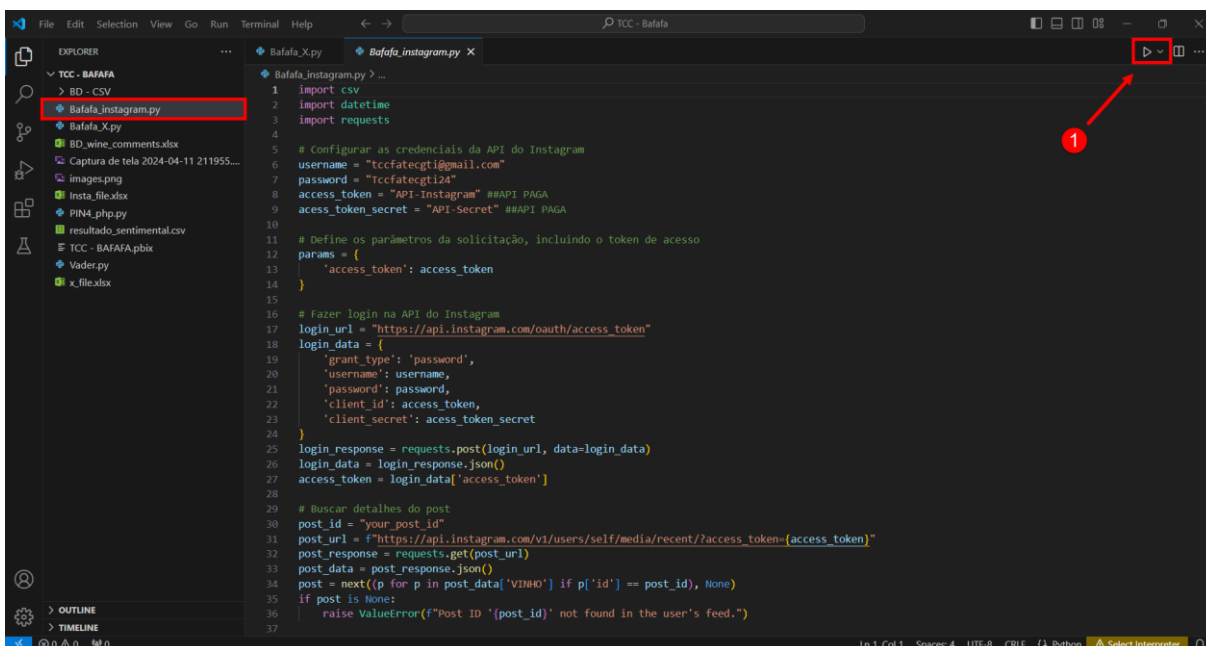 File Edit Selection View Go Run Terminal Help
TCC - Bafafa
EXPLORER
Bafafa_X.py
Bafafa_instagram.py
TCC - BAFAFA
BD - CSV
Bafafa_instagram.py
Bafafa_X.py
BD_wine_comments.xlsx
Captura de tela 2024-04-11 211955....
images.png
Insta_file.xlsx
PIN4_php.py
resultado_sentimental.csv
TCC - BAFAFA.pbix
Vader.py
x_file.xlsx
OUTLINE
TIMELINE
Bafafa_instagram.py > ...
1 import csv
2 import datetime
3 import requests
4
5 # Configurar as credenciais da API do Instagram
6 username = "tccfatecgti@gmail.com"
7 password = "Tccfatecgti24"
8 access_token = "API-Instagram" ##API PAGA
9 acess_token_secret = "API-Secret" ##API PAGA
10
11 # Define os parâmetros da solicitação, incluindo o token de acesso
12 params = {
13 'access_token': access_token
14 }
15
16 # Fazer login na API do Instagram
17 login_url = "https://api.instagram.com/oauth/access_token"
18 login_data = {
19 'grant_type': 'password',
20 'username': username,
21 'password': password,
22 'client_id': access_token,
23 'client_secret': acess_token_secret
24 }
25 login_response = requests.post(login_url, data=login_data)
26 login_data = login_response.json()
27 access_token = login_data['access_token']
28
29 # Buscar detalhes do post
30 post_id = "your_post_id"
31 post_url = f"https://api.instagram.com/v1/users/self/media/recent/?access_token={access_token}"
32 post_response = requests.get(post_url)
33 post_data = post_response.json()
34 post = next((p for p in post_data['VINHO'] if p['id'] == post_id), None)
35 if post is None:
36 raise ValueError(f"Post ID '{post_id}' not found in the user's feed.")
37
1
0 0 0 Ln 1, Col 1 Spaces: 4 UTF-8 CRLF Python Select Interpreter